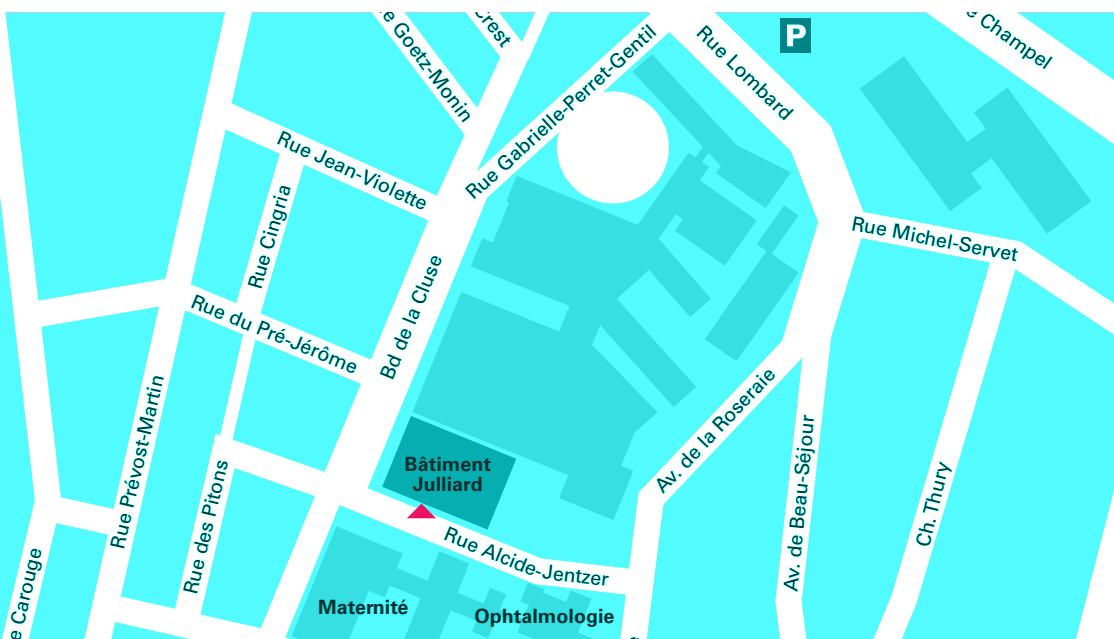 e Goetz-Monin
Crest
P
e Champel
Rue Lombard
Rue Gabrielle-Perret-Gentil
Rue Jean-Violette
Rue Cingria
Rue Michel-Servet
Bd de la Cluse
Rue du Pré-Jérôme
Rue Prévost-Martin
Av. de la Roseraie
Av. de Beau-Séjour
Ch. Thury
Bâtiment
Julliard
Rue des Pitons
Rue Alcide-Jentzer
e Carouge
Maternité
Ophtalmologie